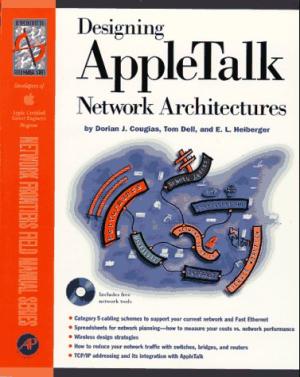 Designing
AppleTalk
Network Architectures
by Dorian J. Cougias, Tom Dell, and E. L. Heiberger
Developers of
Apple Certified
Server Engineer
Program
NETWORK FRONTIERS FIELD MANUAL SERIES
AP
Includes free
network tools
• Category 5 cabling schemes to support your current network and Fast Ethernet
• Spreadsheets for network planning—how to measure your costs vs. network performance
• Wireless design strategies
• How to reduce your network traffic with switches, bridges, and routers
• TCP/IP addressing and its integration with AppleTalk